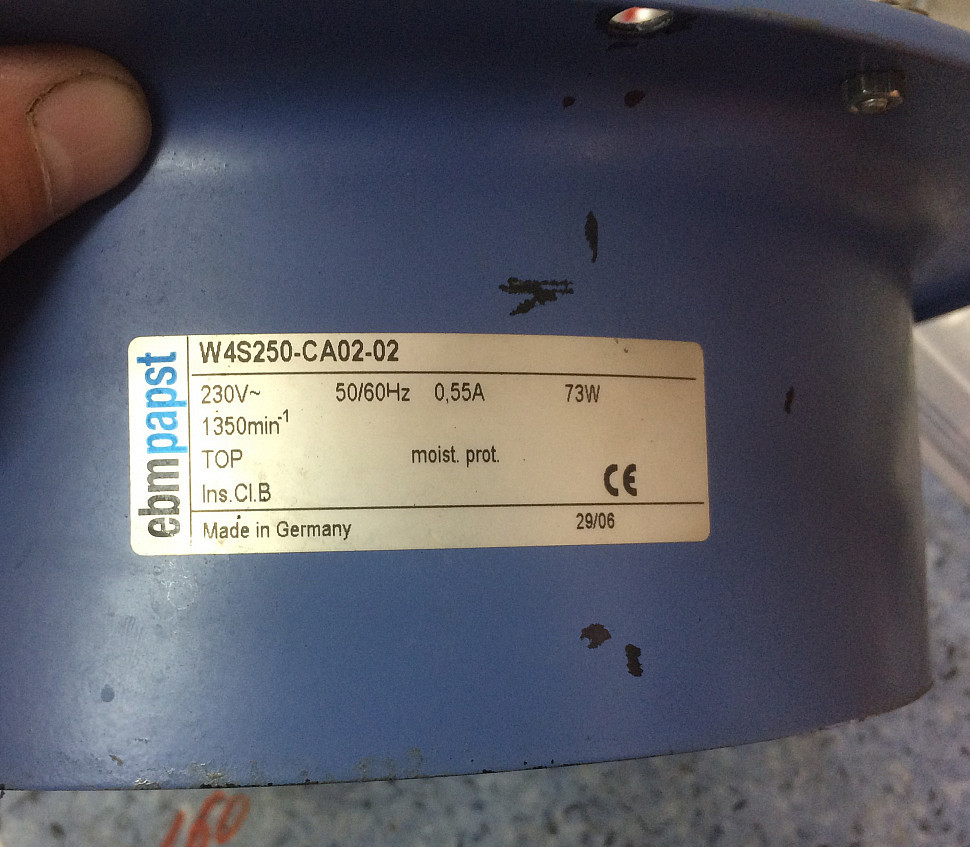 ebmpapst
W4S250-CA02-02
230V~ 50/60Hz 0,55A 73W
1350min-1
TOP moist. prot.
Ins.Cl.B CE
Made in Germany 29/06
160